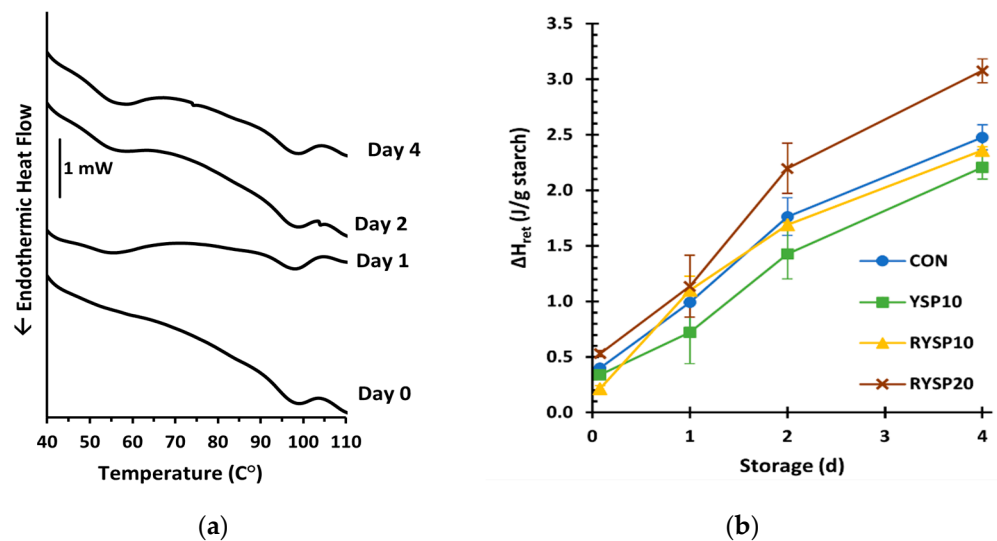 ← Endothermic Heat Flow
1 mW
Day 4
Day 2
Day 1
Day 0
40 50 60 70 80 90 100 110
Temperature (C°)
(a)
ΔHret (J/g starch)
3.5
3.0
2.5
2.0
1.5
1.0
0.5
0.0
CON
YSP10
RYSP10
RYSP20
0 1 2 3 4
Storage (d)
(b)